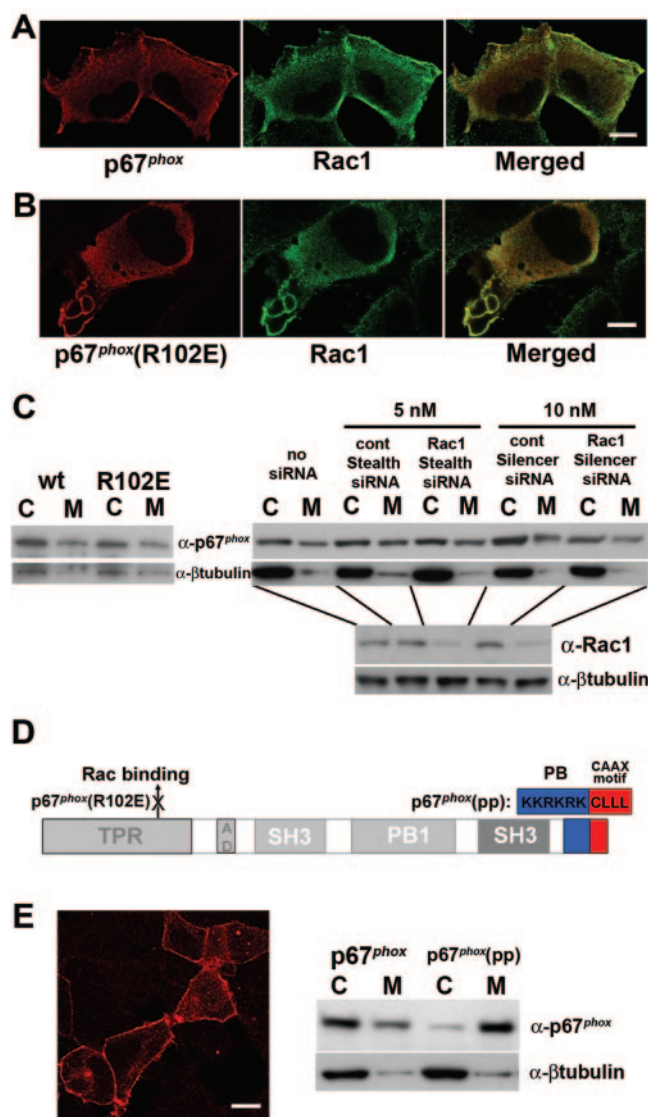 A
p67phox Rac1 Merged
B
p67phox(R102E) Rac1 Merged
C
5 nM 10 nM
no siRNA
cont Stealth siRNA
Rac1 Stealth siRNA
cont Silencer siRNA
Rac1 Silencer siRNA
wt R102E
C M C M
C M C M C M C M C M
α-p67phox
α-βtubulin
α-Rac1
α-βtubulin
D
Rac binding
p67phox(R102E) X
PB
CAAX motif
p67phox(pp): KKRKRK CLLL
TPR AD SH3 PB1 SH3
E
p67phox p67phox(pp)
C M C M
α-p67phox
α-βtubulin